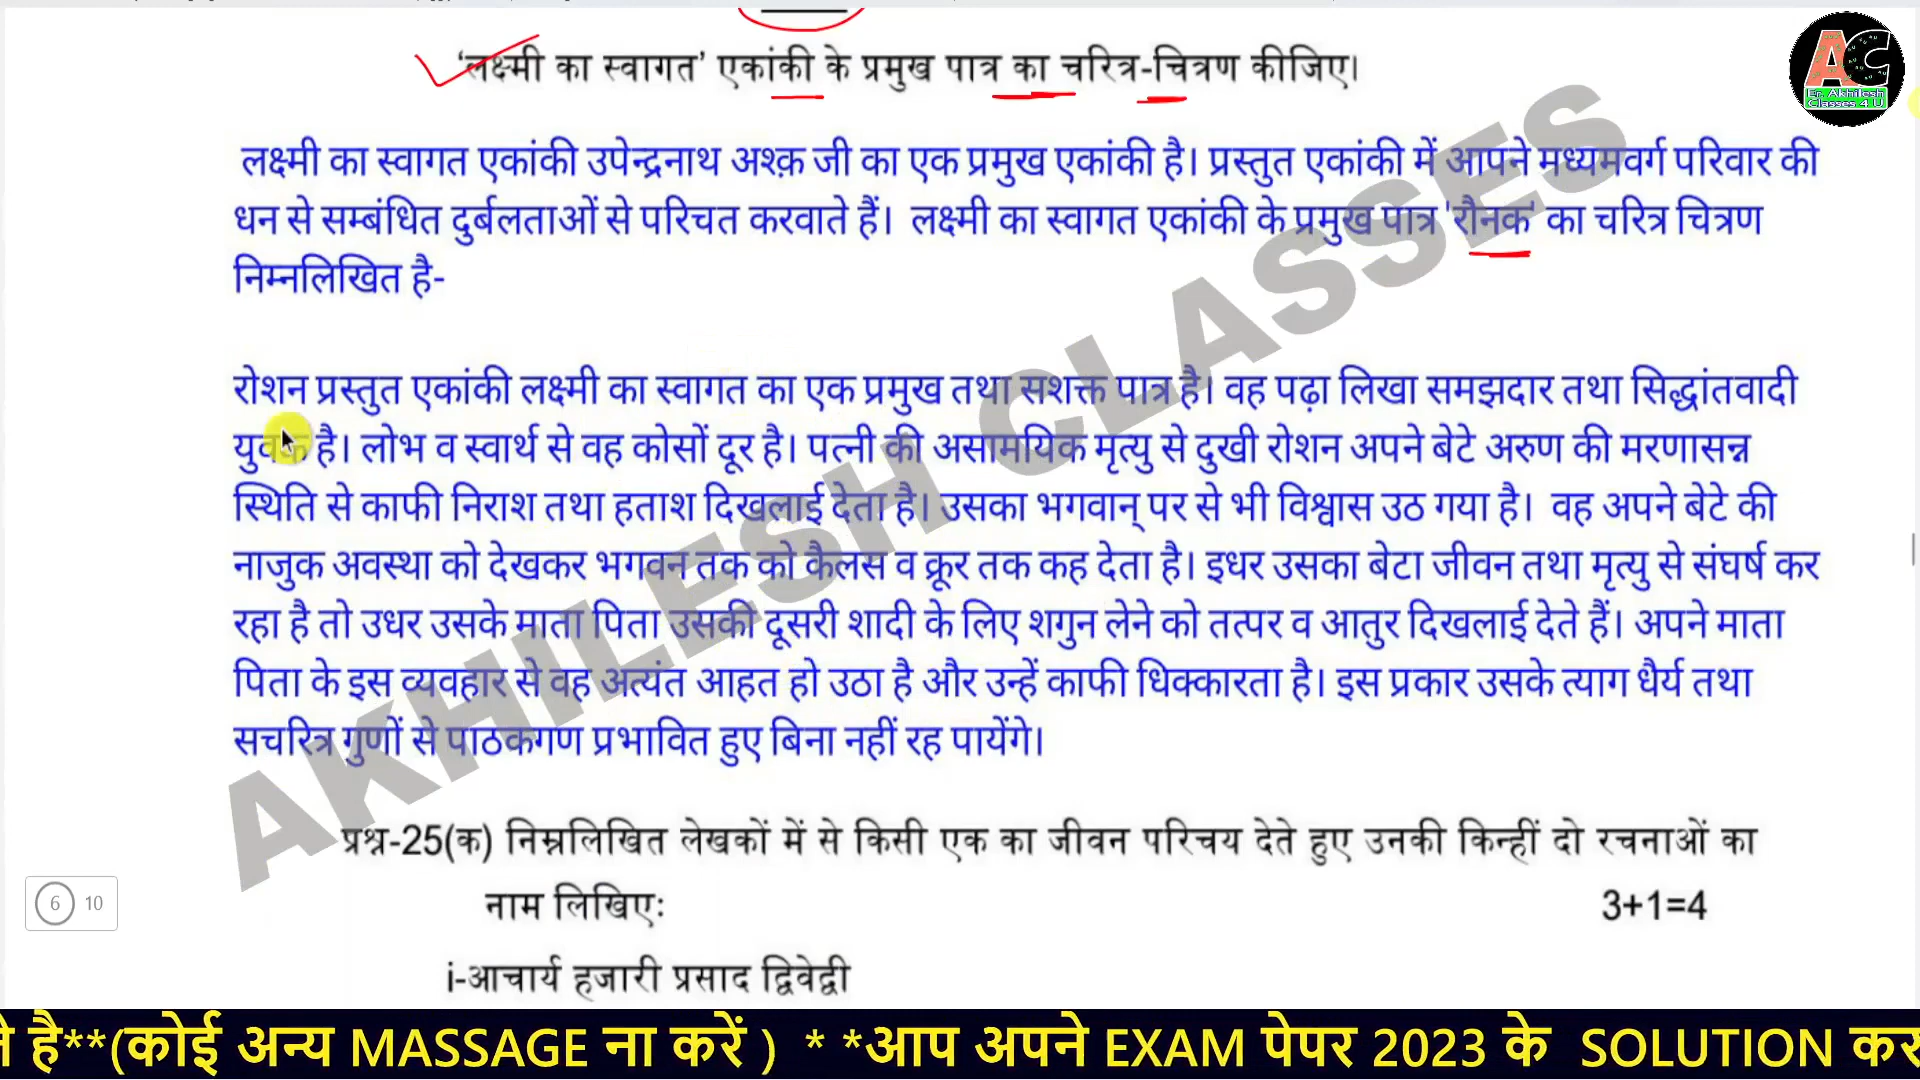 ‘लक्ष्मी का स्वागत’ एकांकी के प्रमुख पात्र का चरित्र-चित्रण कीजिए।
AC
Er. Akhilesh
Classes 4 U
लक्ष्मी का स्वागत एकांकी उपेन्द्रनाथ अश्क़ जी का एक प्रमुख एकांकी है। प्रस्तुत एकांकी में आपने मध्यमवर्ग परिवार की
धन से सम्बंधित दुर्बलताओं से परिचत करवाते हैं। लक्ष्मी का स्वागत एकांकी के प्रमुख पात्र 'रौनक' का चरित्र चित्रण
निम्नलिखित है-
रोशन प्रस्तुत एकांकी लक्ष्मी का स्वागत का एक प्रमुख तथा सशक्त पात्र है। वह पढ़ा लिखा समझदार तथा सिद्धांतवादी
युवक है। लोभ व स्वार्थ से वह कोसों दूर है। पत्नी की असामयिक मृत्यु से दुखी रोशन अपने बेटे अरुण की मरणासन्न
स्थिति से काफी निराश तथा हताश दिखलाई देता है। उसका भगवान् पर से भी विश्वास उठ गया है। वह अपने बेटे की
नाजुक अवस्था को देखकर भगवन तक को कैलस व क्रूर तक कह देता है। इधर उसका बेटा जीवन तथा मृत्यु से संघर्ष कर
रहा है तो उधर उसके माता पिता उसकी दूसरी शादी के लिए शगुन लेने को तत्पर व आतुर दिखलाई देते हैं। अपने माता
पिता के इस व्यवहार से वह अत्यंत आहत हो उठा है और उन्हें काफी धिक्कारता है। इस प्रकार उसके त्याग धैर्य तथा
सचरित्र गुणों से पाठकगण प्रभावित हुए बिना नहीं रह पायेंगे।
AKHILESH CLASSES
प्रश्न-25(क) निम्नलिखित लेखकों में से किसी एक का जीवन परिचय देते हुए उनकी किन्हीं दो रचनाओं का
नाम लिखिए: 3+1=4
6 10
i-आचार्य हजारी प्रसाद द्विवेदी
ते है**(कोई अन्य MASSAGE ना करें ) * *आप अपने EXAM पेपर 2023 के SOLUTION कर